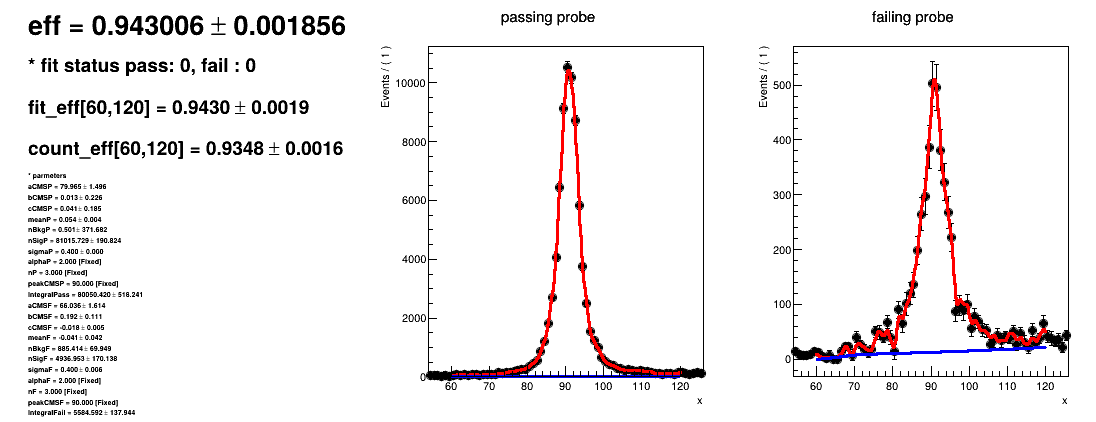 eff = 0.943006 ± 0.001856
* fit status pass: 0, fail : 0
fit_eff[60,120] = 0.9430 ± 0.0019
count_eff[60,120] = 0.9348 ± 0.0016
* parmeters
aCMSP = 79.965 ± 1.496
bCMSP = 0.013 ± 0.226
cCMSP = 0.041 ± 0.185
meanP = 0.054 ± 0.004
nBkgP = 0.501 ± 371.682
nSigP = 81015.729 ± 190.824
sigmaP = 0.400 ± 0.000
alphaP = 2.000 [Fixed]
nP = 3.000 [Fixed]
peakCMSP = 90.000 [Fixed]
IntegralPass = 80050.420 ± 516.241
aCMSF = 66.036 ± 1.614
bCMSF = 0.192 ± 0.111
cCMSF = -0.018 ± 0.005
meanF = -0.041 ± 0.042
nBkgF = 885.414 ± 69.949
nSigF = 4936.953 ± 170.138
sigmaF = 0.400 ± 0.006
alphaF = 2.000 [Fixed]
nF = 3.000 [Fixed]
peakCMSF = 90.000 [Fixed]
IntegralFail = 5584.592 ± 137.944
passing probe
Events / ( 1 )
10000
8000
6000
4000
2000
0
60 70 80 90 100 110 120
x
failing probe
Events / ( 1 )
500
400
300
200
100
0
60 70 80 90 100 110 120
x